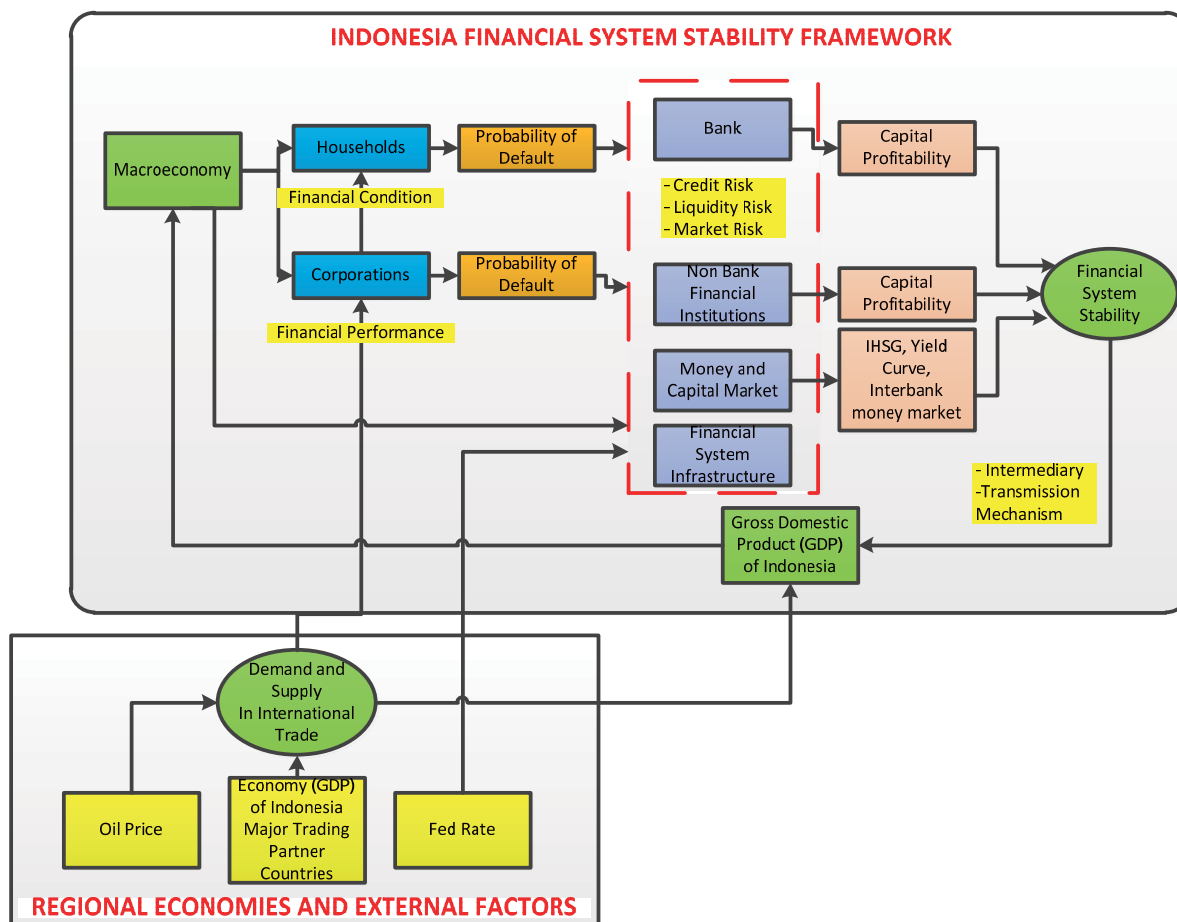 INDONESIA FINANCIAL SYSTEM STABILITY FRAMEWORK
Macroeconomy
Households
Probability of
Default
Bank
Capital
Profitability
Financial Condition
- Credit Risk
- Liquidity Risk
- Market Risk
Corporations
Probability of
Default
Non Bank
Financial
Institutions
Capital
Profitability
Financial
System
Stability
Financial Performance
Money and
Capital Market
IHSG, Yield
Curve,
Interbank
money market
Financial
System
Infrastructure
- Intermediary
-Transmission
Mechanism
Gross Domestic
Product (GDP)
of Indonesia
Demand and
Supply
In International
Trade
Oil Price
Economy (GDP)
of Indonesia
Major Trading
Partner
Countries
Fed Rate
REGIONAL ECONOMIES AND EXTERNAL FACTORS